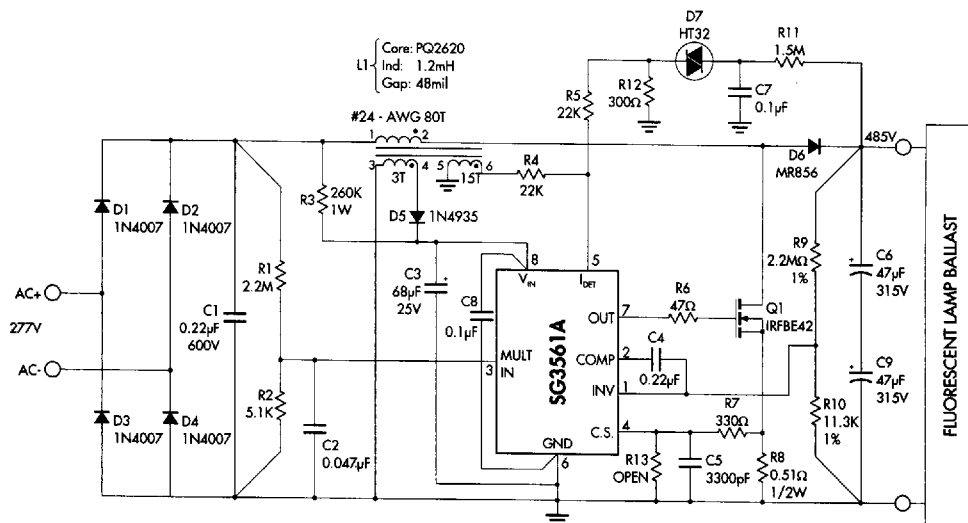 D7
HT32
R11
1.5M
Core: PQ2620
L1 Ind: 1.2mH
Gap: 48mil
R12
300Ω
C7
0.1µF
R5
22K
#24 - AWG 80T
1 2
485V
3 4 5 6
3T 15T
R4
22K
D6
MR856
R3
260K
1W
D5 1N4935
D1
1N4007
D2
1N4007
R9
2.2MΩ
1%
C6
47µF
315V
R1
2.2M
C3
68µF
25V
8
V IN
5
I DET
C8
0.1µF
R6
47Ω
Q1
IRFBE42
OUT 7
AC+
277V
AC-
C1
0.22µF
600V
MULT
IN
3
SG3561A
COMP 2
C4
0.22µF
INV 1
C9
47µF
315V
R2
5.1K
R7
330Ω
R10
11.3K
1%
C.S. 4
D3
1N4007
D4
1N4007
C2
0.047µF
GND
6
R13
OPEN
C5
3300pF
R8
0.51Ω
1/2W
FLUORESCENT LAMP BALLAST